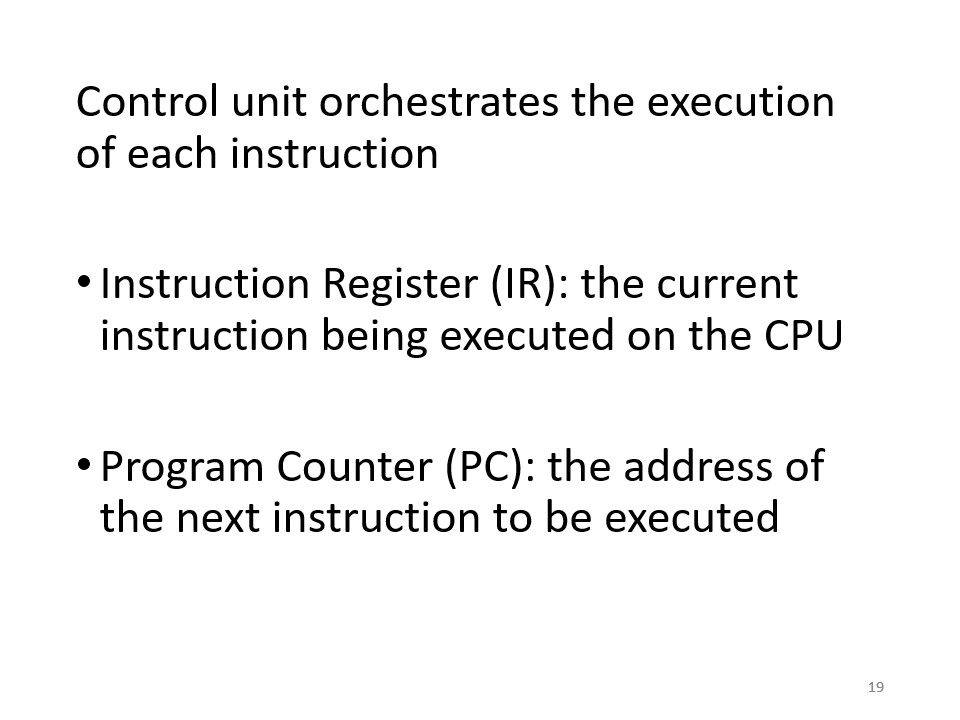 Control unit orchestrates the execution
of each instruction
• Instruction Register (IR): the current
instruction being executed on the CPU
• Program Counter (PC): the address of
the next instruction to be executed
19